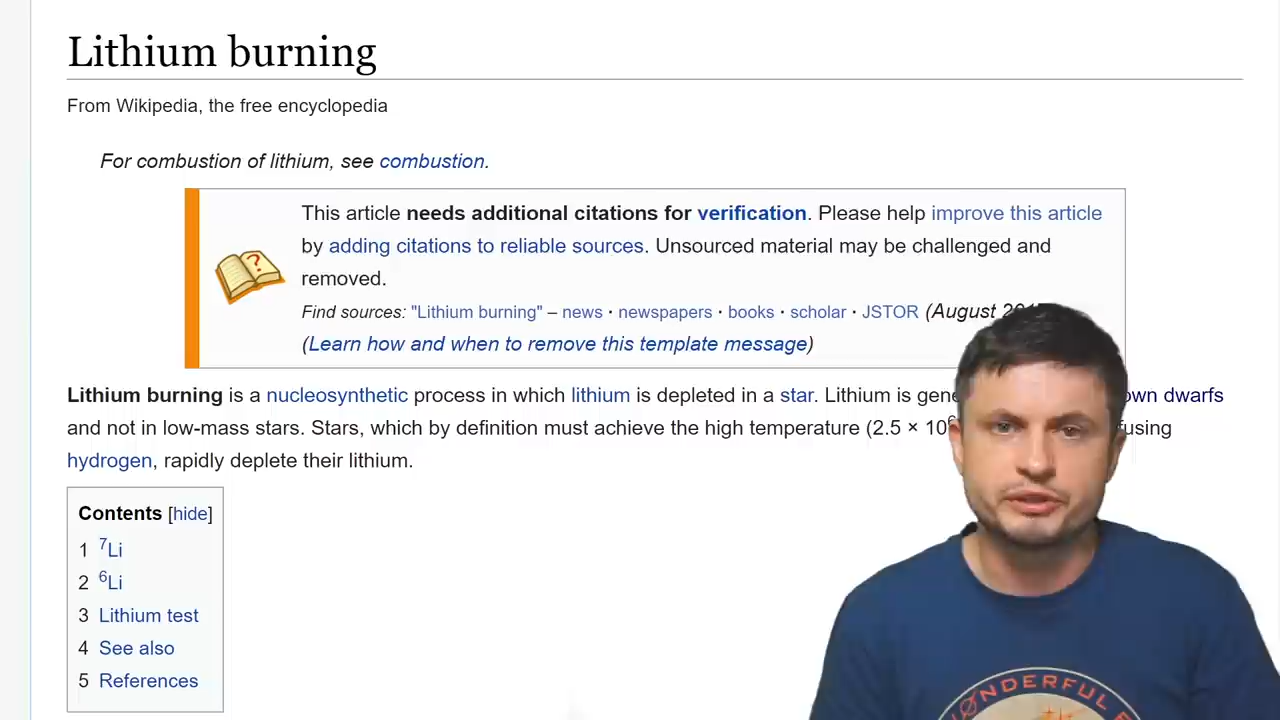 Lithium burning
From Wikipedia, the free encyclopedia
For combustion of lithium, see combustion.
This article needs additional citations for verification. Please help improve this article
by adding citations to reliable sources. Unsourced material may be challenged and
removed.
Find sources: "Lithium burning" – news · newspapers · books · scholar · JSTOR (August
(Learn how and when to remove this template message)
Lithium burning is a nucleosynthetic process in which lithium is depleted in a star. Lithium is dwarfs
and not in low-mass stars. Stars, which by definition must achieve the high temperature (2.5 × 10⁶ fusing
hydrogen, rapidly deplete their lithium.
Contents [hide]
1 ⁷Li
2 ⁶Li
3 Lithium test
4 See also
5 References
WONDERFUL